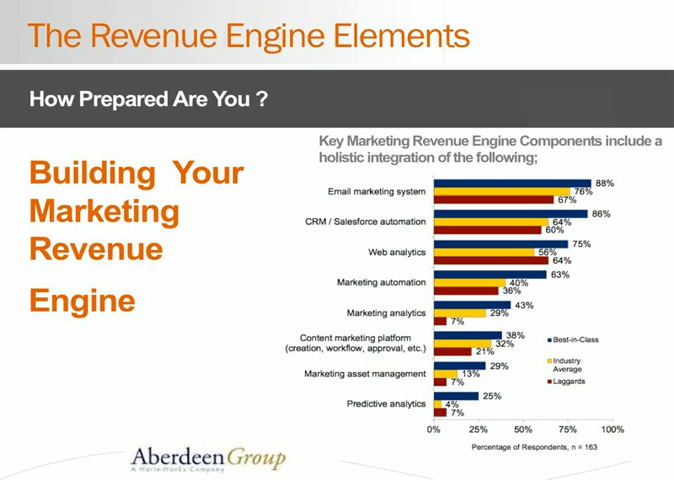 The Revenue Engine Elements
How Prepared Are You ?
Building Your
Marketing
Revenue
Engine
Key Marketing Revenue Engine Components include a
holistic integration of the following;
Email marketing system
88%
76%
67%
CRM / Salesforce automation
86%
64%
60%
Web analytics
75%
56%
64%
Marketing automation
63%
40%
36%
Marketing analytics
43%
29%
7%
Content marketing platform
(creation, workflow, approval, etc.)
38%
32%
21%
Marketing asset management
29%
13%
7%
Predictive analytics
25%
4%
7%
Best-in-Class
Industry
Average
Laggards
0% 25% 50% 75% 100%
Percentage of Respondents, n = 163
AberdeenGroup
A Harte-Hanks Company